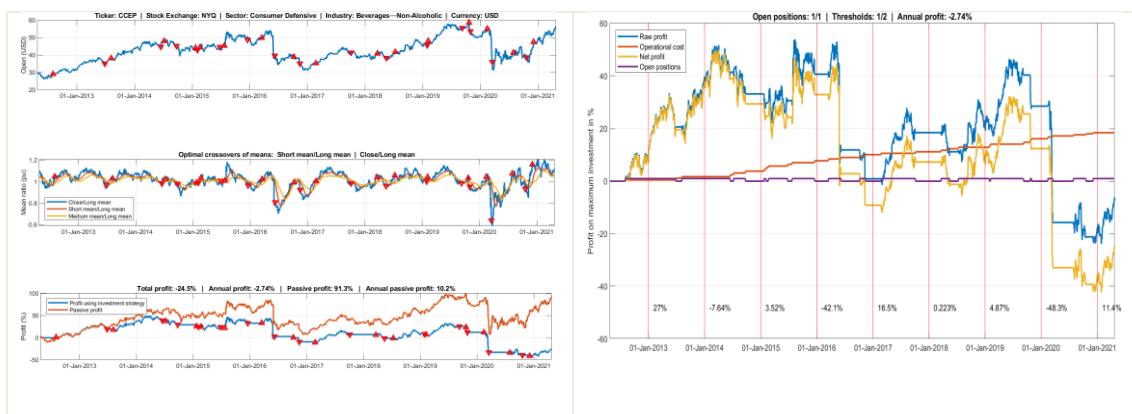 Ticker: CCEP | Stock Exchange: NYQ | Sector: Consumer Defensive | Industry: Beverages—Non-Alcoholic | Currency: USD
Open (USD)
60
50
40
30
20
01-Jan-2013 01-Jan-2014 01-Jan-2015 01-Jan-2016 01-Jan-2017 01-Jan-2018 01-Jan-2019 01-Jan-2020 01-Jan-2021
Optimal crossovers of means: Short mean/Long mean | Close/Long mean
Mean ratio (pu)
1.2
1
0.8
0.6
Close/Long mean
Short mean/Long mean
Medium mean/Long mean
01-Jan-2013 01-Jan-2014 01-Jan-2015 01-Jan-2016 01-Jan-2017 01-Jan-2018 01-Jan-2019 01-Jan-2020 01-Jan-2021
Total profit: -24.5% | Annual profit: -2.74% | Passive profit: 91.3% | Annual passive profit: 10.2%
Profit (%)
100
50
0
-50
Profit using investment strategy
Passive profit
01-Jan-2013 01-Jan-2014 01-Jan-2015 01-Jan-2016 01-Jan-2017 01-Jan-2018 01-Jan-2019 01-Jan-2020 01-Jan-2021
Open positions: 1/1 | Thresholds: 1/2 | Annual profit: -2.74%
Profit on maximum investment in %
60
40
20
0
-20
-40
-60
Raw profit
Operational cost
Net profit
Open positions
27% -7.64% 3.52% -42.1% 16.5% 0.223% 4.87% -48.3% 11.4%
01-Jan-2013 01-Jan-2014 01-Jan-2015 01-Jan-2016 01-Jan-2017 01-Jan-2018 01-Jan-2019 01-Jan-2020 01-Jan-2021